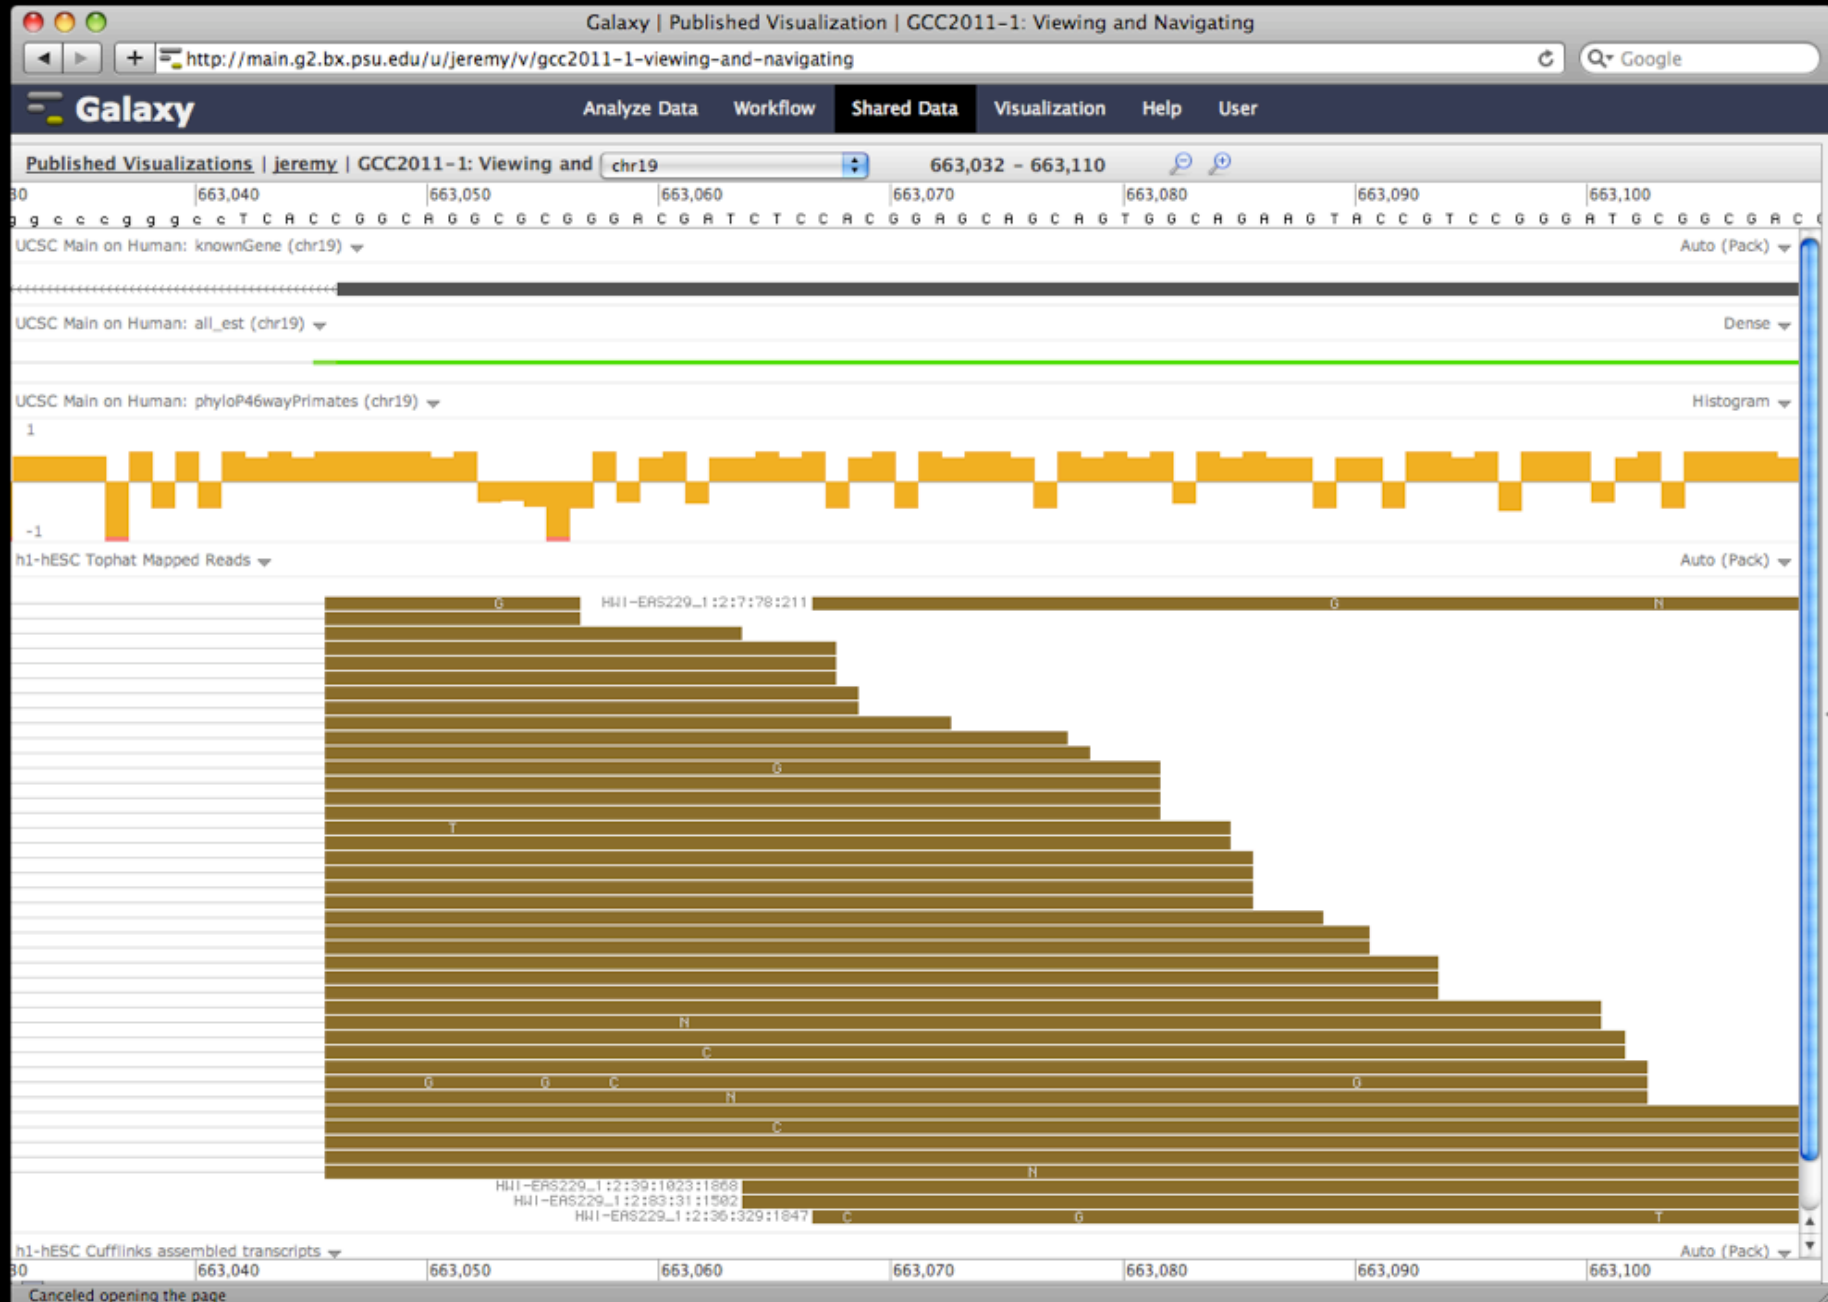 Galaxy | Published Visualization | GCC2011-1: Viewing and Navigating
http://main.g2.bx.psu.edu/u/jeremy/v/gcc2011-1-viewing-and-navigating
Google
Galaxy Analyze Data Workflow Shared Data Visualization Help User
Published Visualizations | jeremy | GCC2011-1: Viewing and chr19 663,032 - 663,110
30 663,040 663,050 663,060 663,070 663,080 663,090 663,100
g g c c c g g g c c T C A C C G G C A G G C G C G G G A C G A T C T C C A C G G A G C A G C A G T G G C A G A A G T A C C G T C C G G G A T G C G G C G A C
UCSC Main on Human: knownGene (chr19) Auto (Pack)
UCSC Main on Human: all_est (chr19) Dense
UCSC Main on Human: phyloP46wayPrimates (chr19) Histogram
1
-1
h1-hESC Tophat Mapped Reads Auto (Pack)
G HWI-EAS229_1:2:7:78:211 G N
G
T
N
C
G G C G
N
C
N
HWI-EAS229_1:2:39:1023:1868
HWI-EAS229_1:2:83:31:1502
HWI-EAS229_1:2:36:329:1847 C G T
h1-hESC Cufflinks assembled transcripts Auto (Pack)
30 663,040 663,050 663,060 663,070 663,080 663,090 663,100
Canceled opening the page